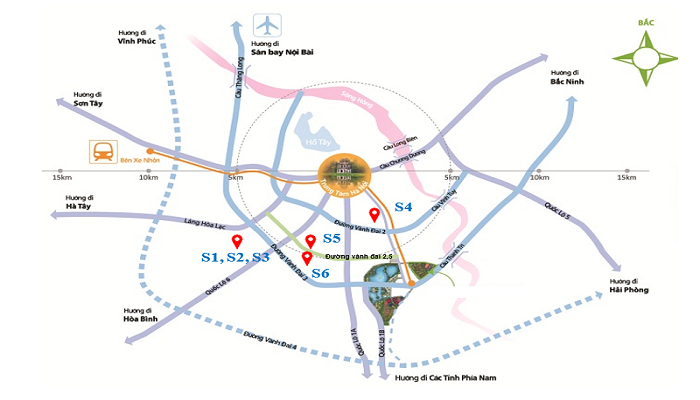 BẮC
Hướng đi
Vĩnh Phúc
Hướng đi
Sân bay Nội Bài
Cầu Thăng Long
Hướng đi
Bắc Ninh
Hướng đi
Sơn Tây
Sông Hồng
Hồ Tây
Cầu Long Biên
Cầu Chương Dương
Bến Xe Nhổn
15km
10km
5km
5km
10km
15km
Trung Tâm Hà Nội
Hướng đi
Hà Tây
Láng Hòa Lạc
Đường Vành Đai 2
S4
Cầu Vĩnh Tuy
Quốc Lộ 5
S1, S2, S3
S5
S6
Đường vành đai 2,5
Cầu Thanh Trì
Đường Vành Đai 3
Quốc Lộ 6
Hướng đi
Hải Phòng
Hướng đi
Hòa Bình
Đường Vành Đai 4
Quốc Lộ 1A
Quốc Lộ 1B
Hướng đi Các Tỉnh Phía Nam